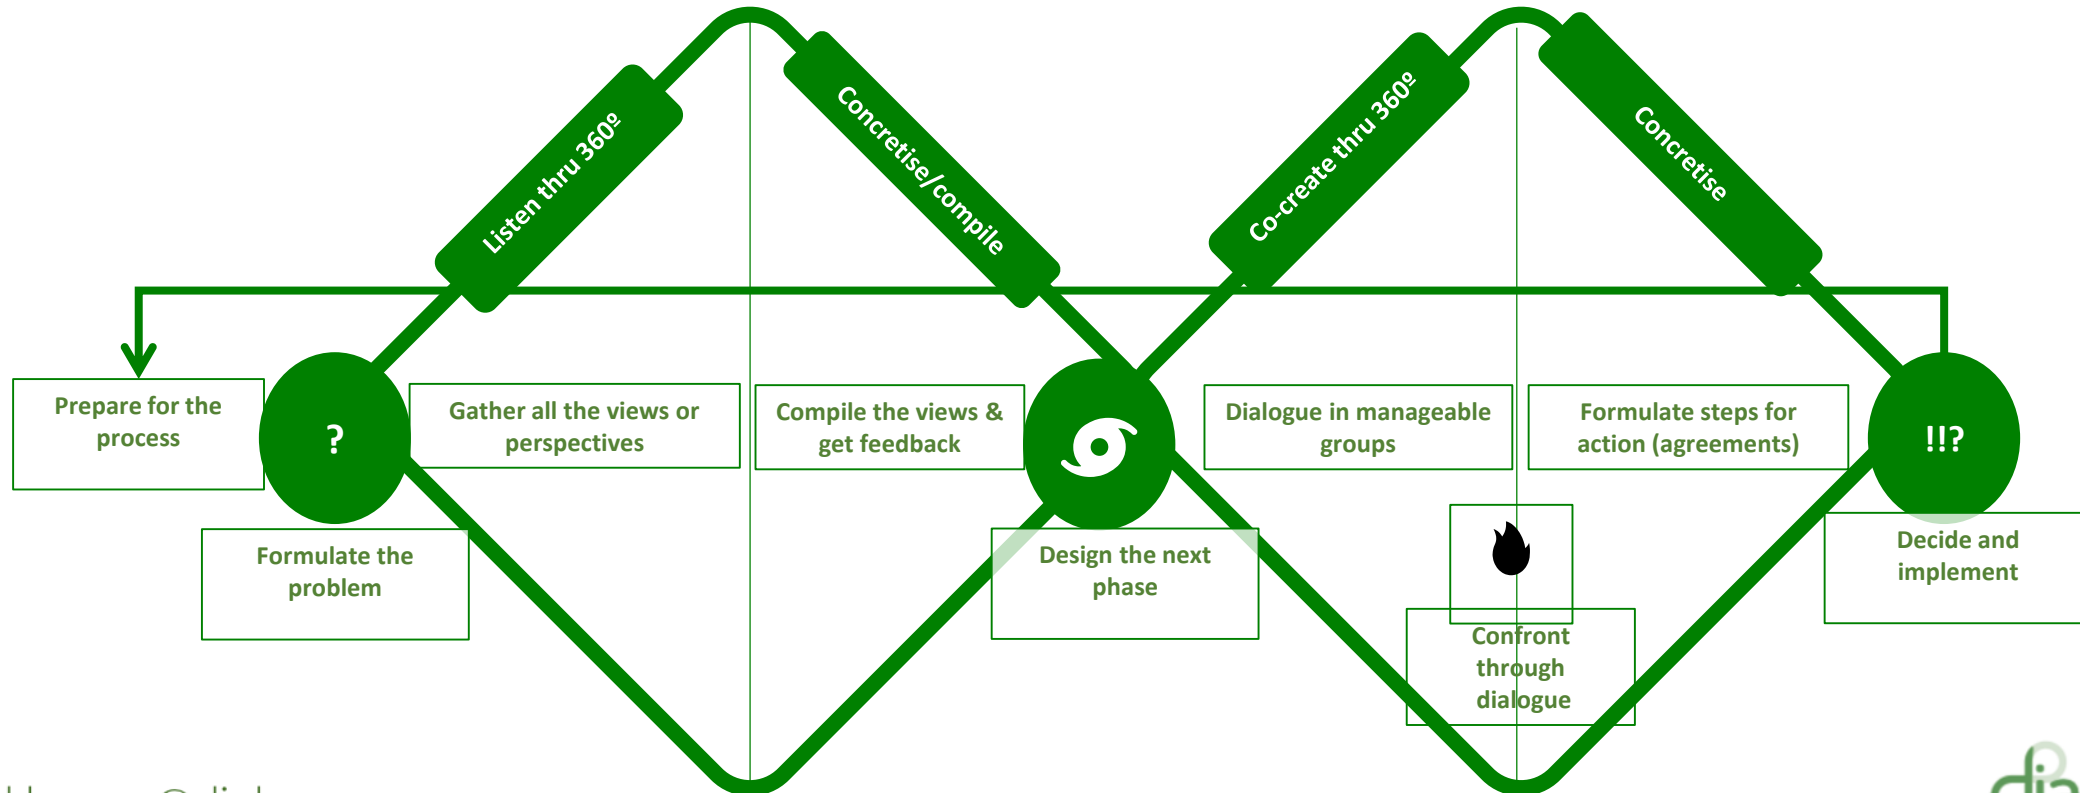 Listen thru 360º
Concretise/compile
Co-create thru 360º
Concretise
Prepare for the
process
?
Gather all the views or
perspectives
Compile the views &
get feedback
Dialogue in manageable
groups
Formulate steps for
action (agreements)
!!?
Formulate the
problem
Design the next
phase
Decide and
implement
Confront
through
dialogue